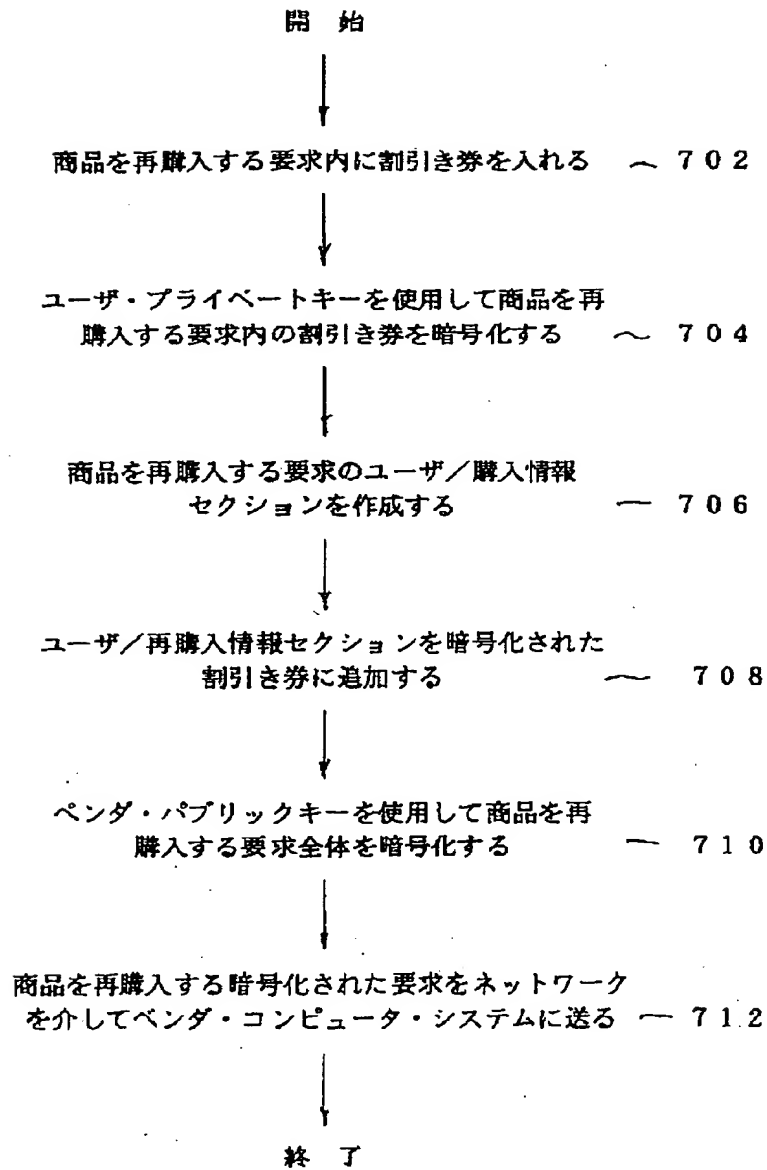 開 始
商品を再購入する要求内に割引き券を入れる 〜 702
ユーザ・プライベートキーを使用して商品を再
購入する要求内の割引き券を暗号化する 〜 704
商品を再購入する要求のユーザ/購入情報
セクションを作成する — 706
ユーザ/再購入情報セクションを暗号化された
割引き券に追加する 〜 708
ベンダ・パブリックキーを使用して商品を再
購入する要求全体を暗号化する — 710
商品を再購入する暗号化された要求をネットワーク
を介してベンダ・コンピュータ・システムに送る — 712
終 了